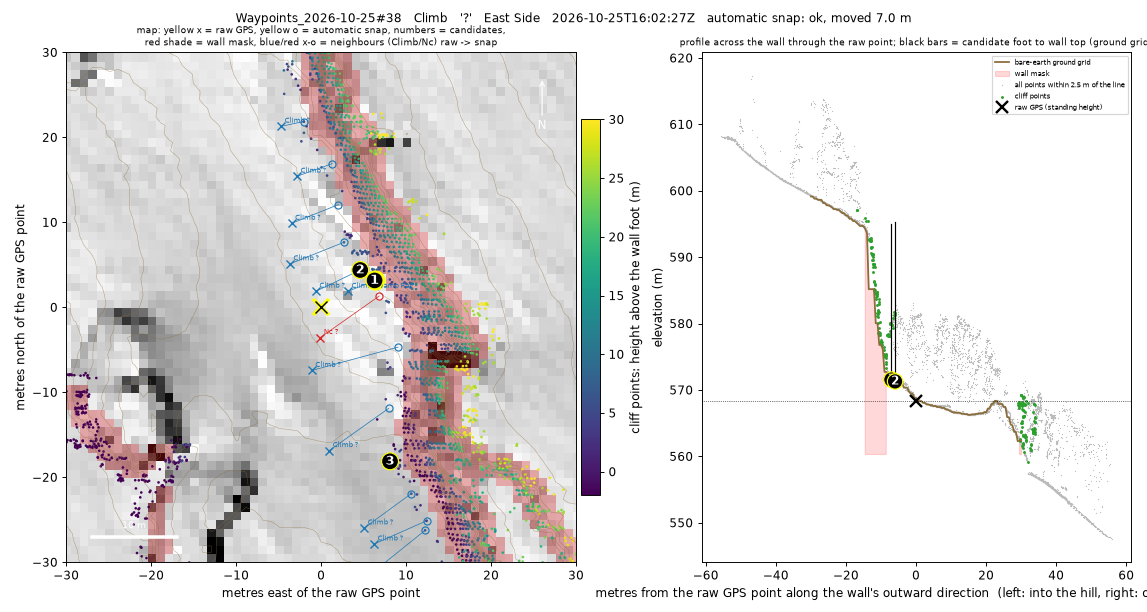 Waypoints_2026-10-25#38   Climb   '?'   East Side   2026-10-25T16:02:27Z   automatic snap: ok, moved 7.0 m
map: yellow x = raw GPS, yellow o = automatic snap, numbers = candidates,
red shade = wall mask, blue/red x-o = neighbours (Climb/Nc) raw -> snap
profile across the wall through the raw point; black bars = candidate foot to wall top (ground grid
bare-earth ground grid
wall mask
all points within 2.5 m of the line
cliff points
raw GPS (standing height)
N
Climb ?
Climb ?
Climb ?
Climb ?
Climb ?
Nc ?
Climb ?
Climb ?
Climb ?
Climb ?
1
2
3
2
30
20
10
0
−10
−20
−30
−30
−20
−10
0
10
20
30
metres east of the raw GPS point
metres north of the raw GPS point
30
25
20
15
10
5
0
cliff points: height above the wall foot (m)
620
610
600
590
580
570
560
550
elevation (m)
−60
−40
−20
0
20
40
60
metres from the raw GPS point along the wall's outward direction  (left: into the hill, right: